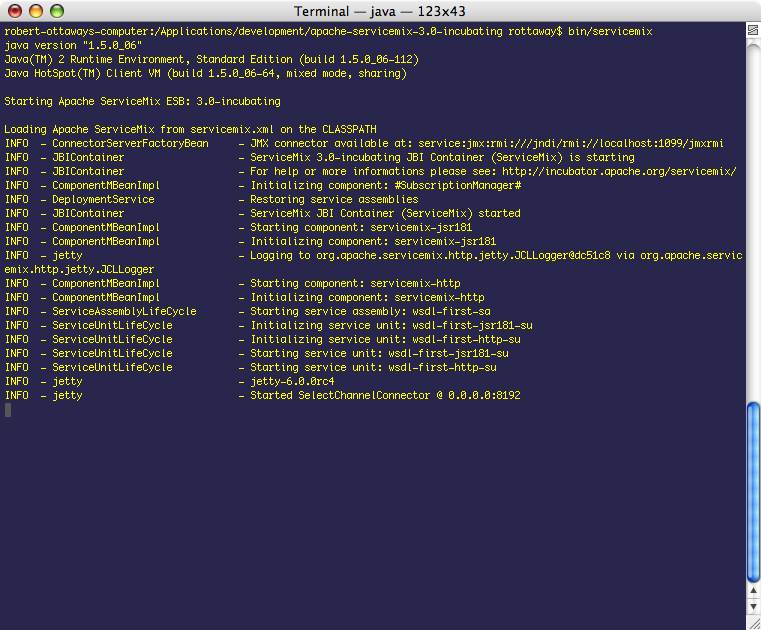 Terminal — java — 123x43
robert-ottaways-computer:/Applications/development/apache-servicemix-3.0-incubating rottaway$ bin/servicemix
java version "1.5.0_06"
Java(TM) 2 Runtime Environment, Standard Edition (build 1.5.0_06-112)
Java HotSpot(TM) Client VM (build 1.5.0_06-64, mixed mode, sharing)
Starting Apache ServiceMix ESB: 3.0-incubating
Loading Apache ServiceMix from servicemix.xml on the CLASSPATH
INFO  - ConnectorServerFactoryBean     - JMX connector available at: service:jmx:rmi:///jndi/rmi://localhost:1099/jmxrmi
INFO  - JBIContainer                   - ServiceMix 3.0-incubating JBI Container (ServiceMix) is starting
INFO  - JBIContainer                   - For help or more informations please see: http://incubator.apache.org/servicemix/
INFO  - ComponentMBeanImpl             - Initializing component: #SubscriptionManager#
INFO  - DeploymentService              - Restoring service assemblies
INFO  - JBIContainer                   - ServiceMix JBI Container (ServiceMix) started
INFO  - ComponentMBeanImpl             - Starting component: servicemix-jsr181
INFO  - ComponentMBeanImpl             - Initializing component: servicemix-jsr181
INFO  - jetty                          - Logging to org.apache.servicemix.http.jetty.JCLLogger@dc51c8 via org.apache.servic
emix.http.jetty.JCLLogger
INFO  - ComponentMBeanImpl             - Starting component: servicemix-http
INFO  - ComponentMBeanImpl             - Initializing component: servicemix-http
INFO  - ServiceAssemblyLifeCycle       - Starting service assembly: wsdl-first-sa
INFO  - ServiceUnitLifeCycle           - Initializing service unit: wsdl-first-jsr181-su
INFO  - ServiceUnitLifeCycle           - Initializing service unit: wsdl-first-http-su
INFO  - ServiceUnitLifeCycle           - Starting service unit: wsdl-first-jsr181-su
INFO  - ServiceUnitLifeCycle           - Starting service unit: wsdl-first-http-su
INFO  - jetty                          - jetty-6.0.0rc4
INFO  - jetty                          - Started SelectChannelConnector @ 0.0.0.0:8192